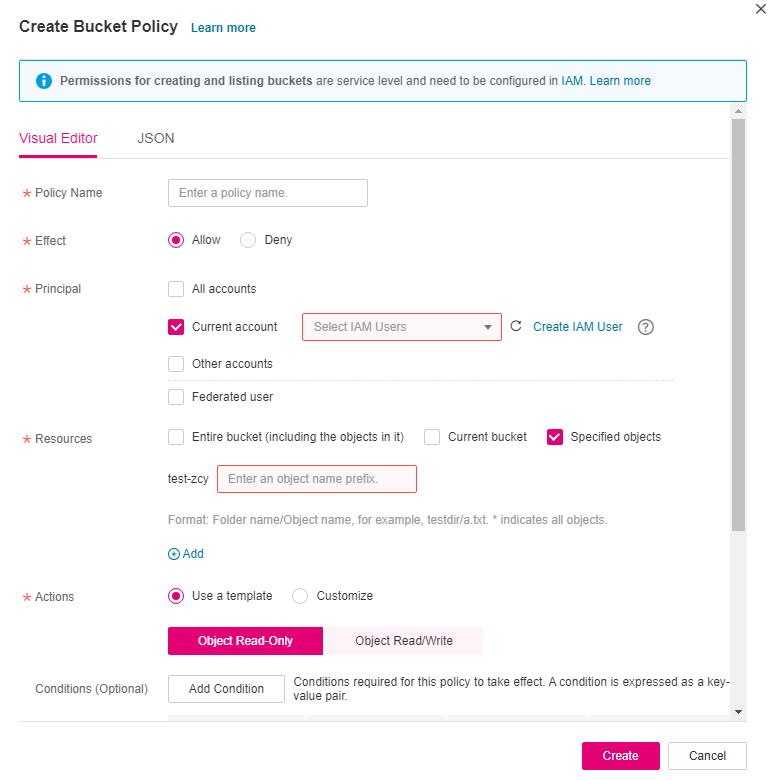 Create Bucket Policy Learn more
Permissions for creating and listing buckets are service level and need to be configured in IAM. Learn more
Visual Editor JSON
* Policy Name Enter a policy name.
* Effect Allow Deny
* Principal All accounts
Current account Select IAM Users Create IAM User ?
Other accounts
Federated user
* Resources Entire bucket (including the objects in it) Current bucket Specified objects
test-zcy Enter an object name prefix.
Format: Folder name/Object name, for example, testdir/a.txt. * indicates all objects.
Add
* Actions Use a template Customize
Object Read-Only Object Read/Write
Conditions (Optional) Add Condition Conditions required for this policy to take effect. A condition is expressed as a key-
value pair.
Create Cancel